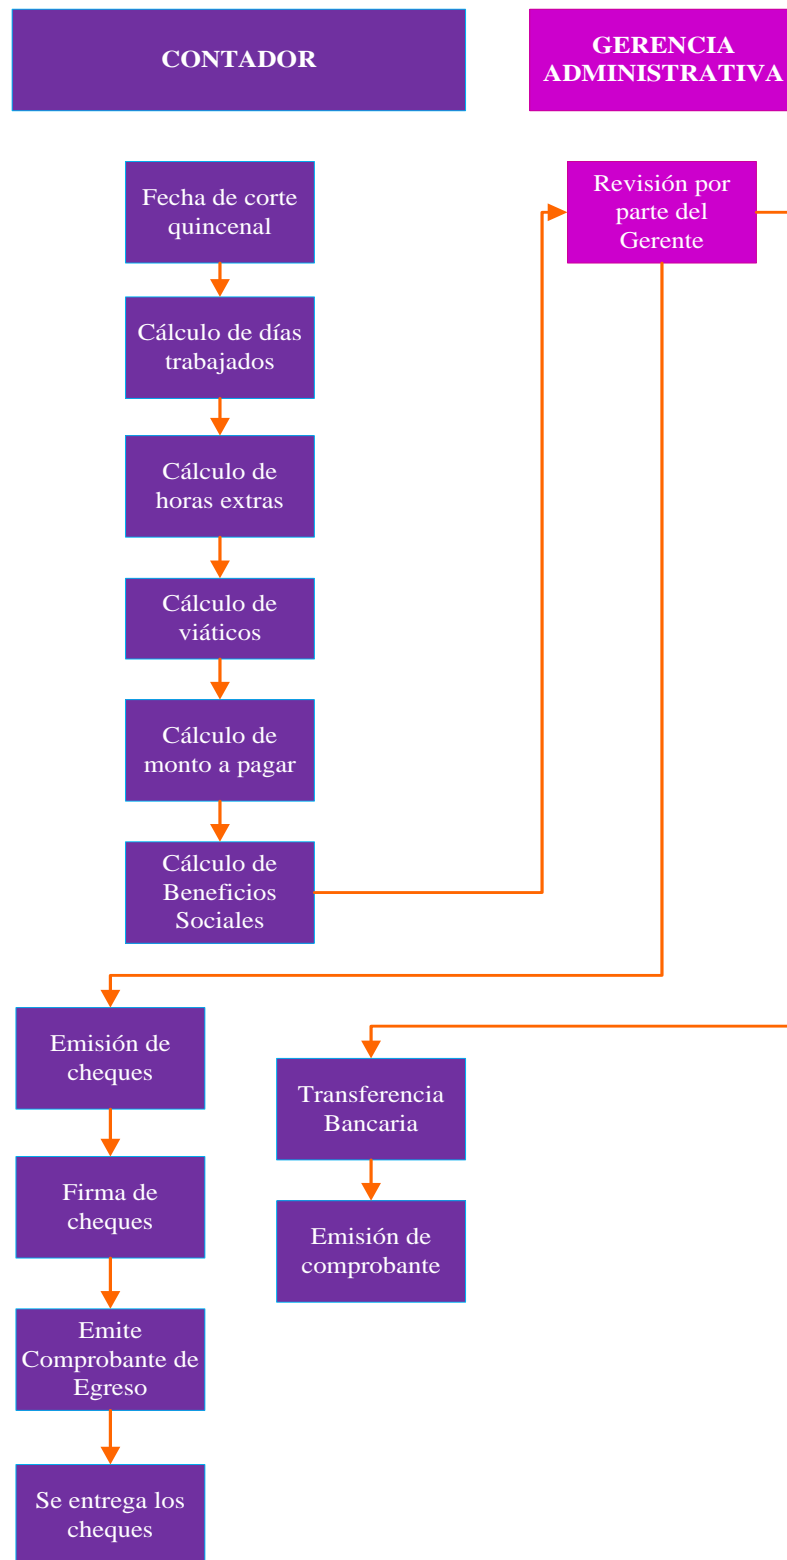 CONTADOR
GERENCIA
ADMINISTRATIVA
Fecha de corte
quincenal
Cálculo de días
trabajados
Cálculo de
horas extras
Cálculo de
viáticos
Cálculo de
monto a pagar
Cálculo de
Beneficios
Sociales
Revisión por
parte del
Gerente
Emisión de
cheques
Firma de
cheques
Emite
Comprobante de
Egreso
Se entrega los
cheques
Transferencia
Bancaria
Emisión de
comprobante